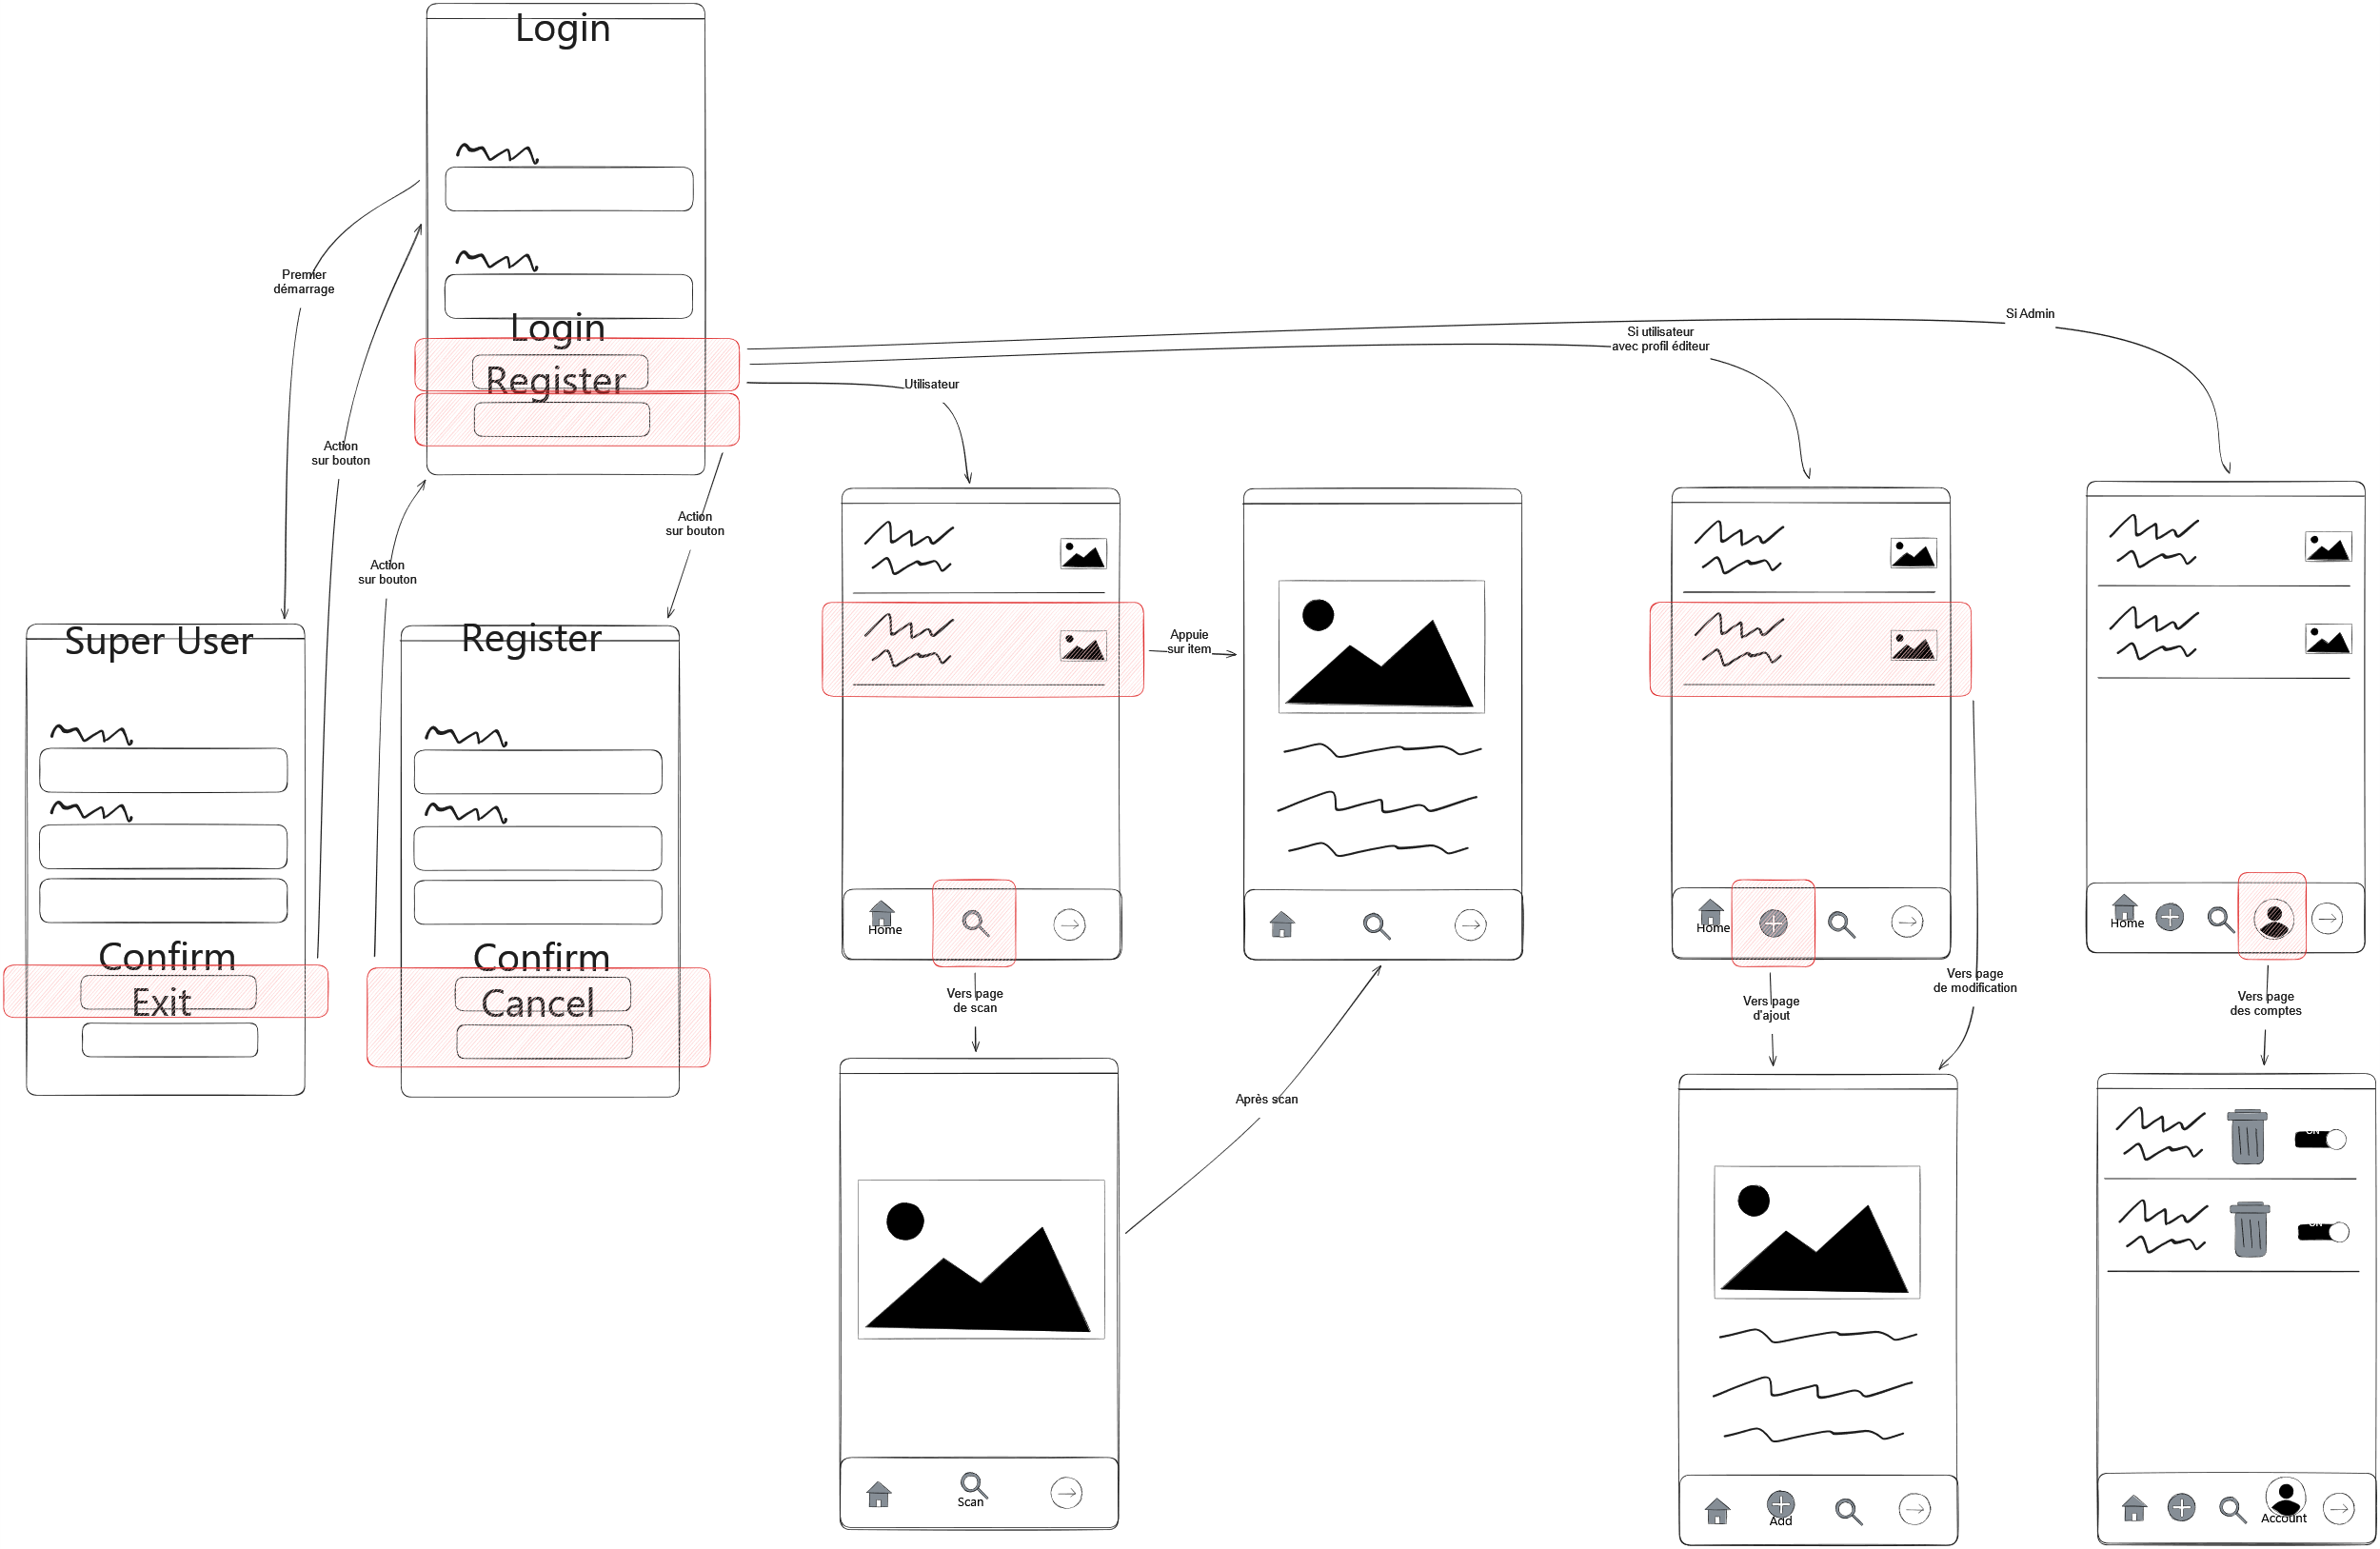 Login
Login
Register
Premier
démarrage
Action
sur bouton
Action
sur bouton
Action
sur bouton
Utilisateur
Si utilisateur
avec profil éditeur
Si Admin
Super User
Confirm
Exit
Register
Confirm
Cancel
Home
Appuie
sur item
Vers page
de scan
Scan
Après scan
Home
Vers page
d'ajout
Vers page
de modification
Add
Home
Vers page
des comptes
ON
ON
Account